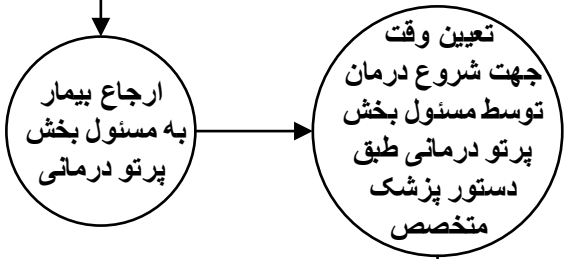 ارجاع بیمار
به مسئول بخش
پرتو درمانی
تعیین وقت
جهت شروع درمان
توسط مسئول بخش
پرتو درمانی طبق
دستور پزشک
متخصص